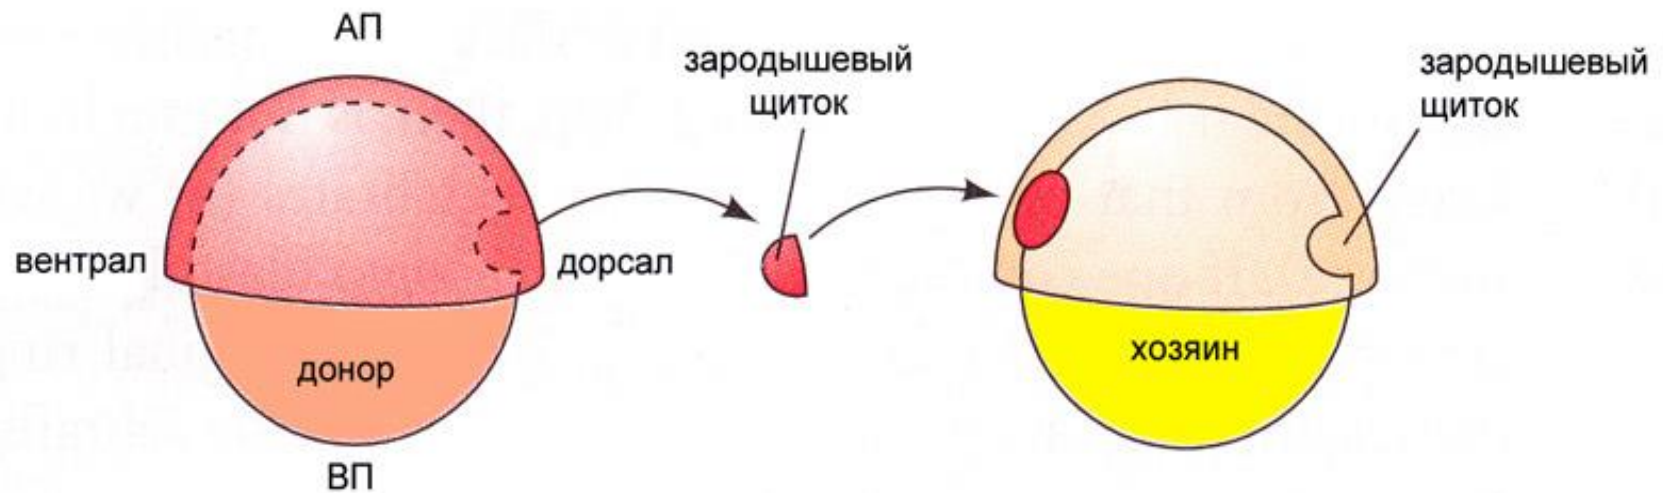 АП
зародышевый
щиток
зародышевый
щиток
вентрал
дорсал
донор
хозяин
ВП